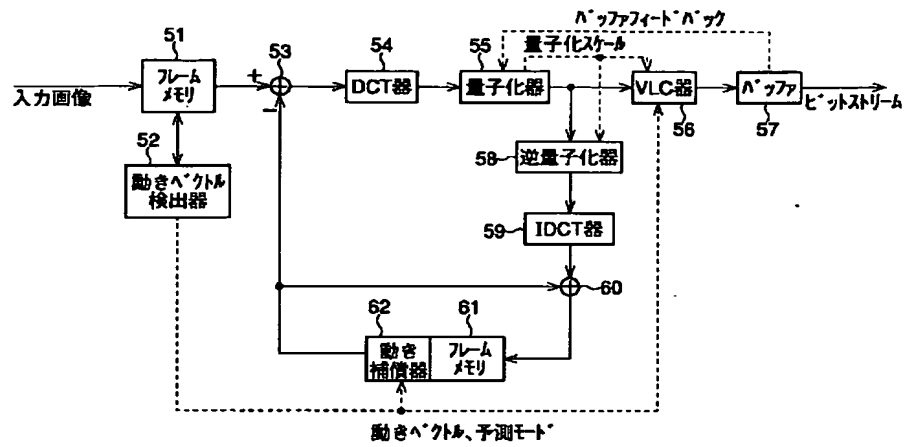 バッファフィードバック
量子化スケール
51
フレーム
メモリ
入力画像
+
53
−
54
DCT器
55
量子化器
VLC器
56
バッファ
57
ビットストリーム
52
動きベクトル
検出器
58
逆量子化器
59
IDCT器
60
62
動き
補償器
61
フレーム
メモリ
動きベクトル、予測モード